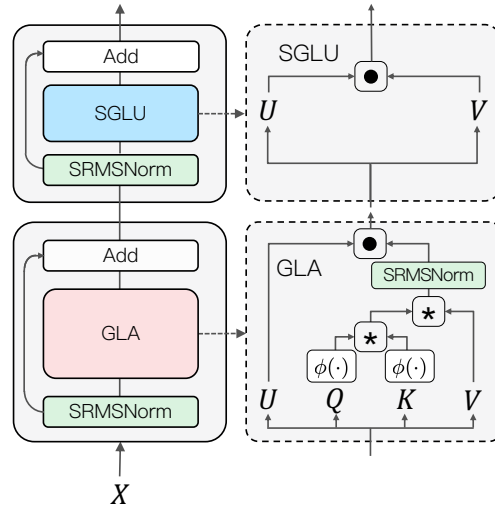 Add
SGLU
SRMSNorm
Add
GLA
SRMSNorm
X
SGLU
U
V
GLA
SRMSNorm
*
*
ϕ(·) ϕ(·)
U Q K V